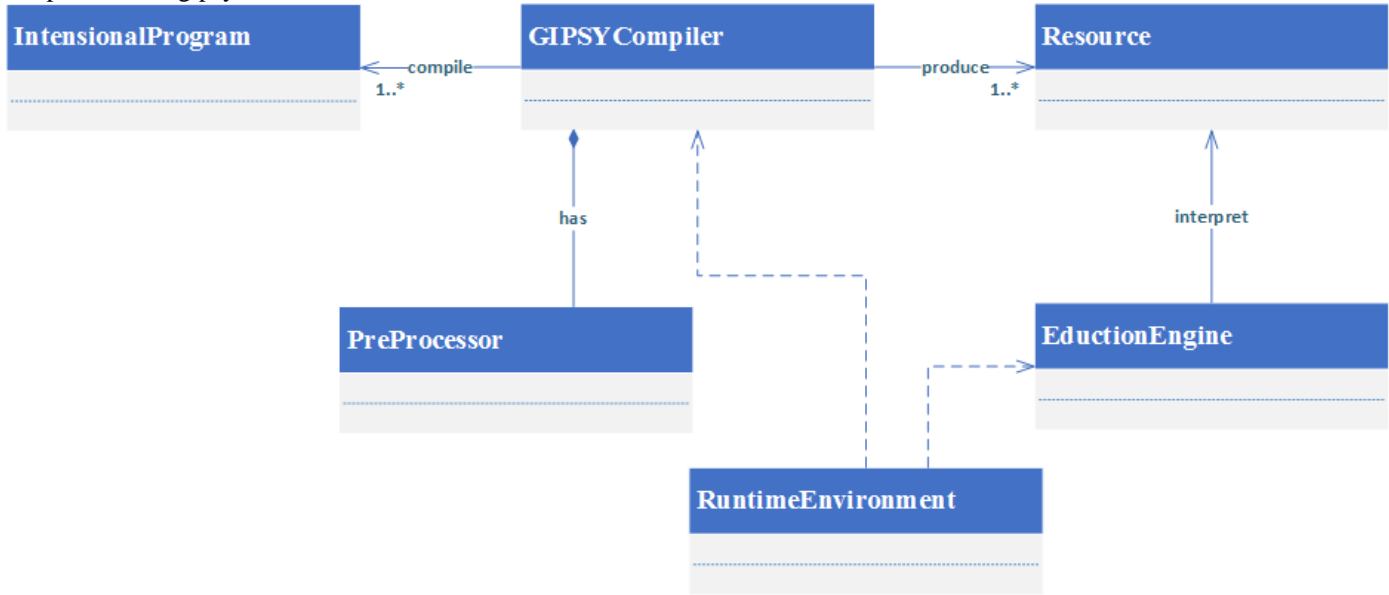 IntensionalProgram
GIPSYCompiler
Resource
compile
produce
1..*
1..*
has
interpret
PreProcessor
EductionEngine
RuntimeEnvironment